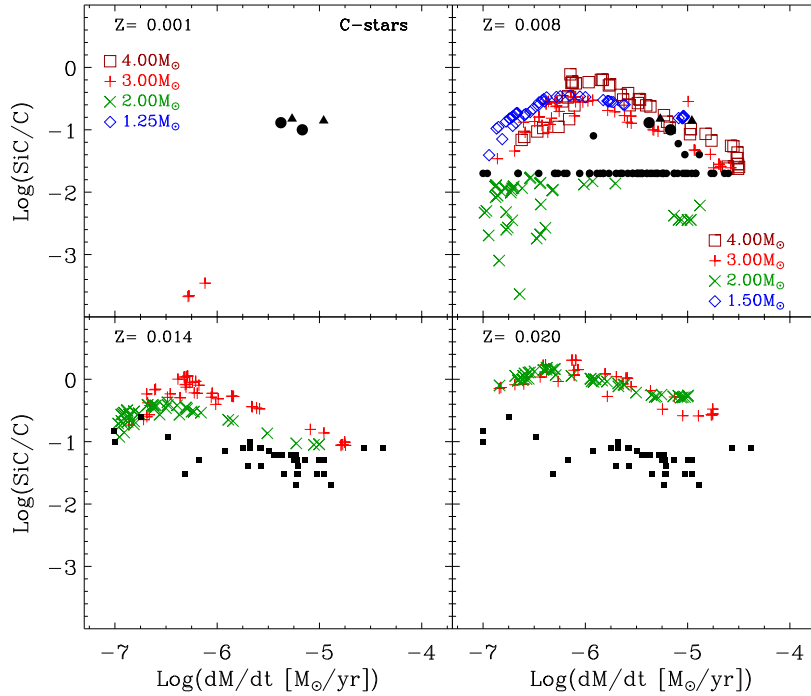 Z= 0.001 C-stars
4.00M⊙
3.00M⊙
2.00M⊙
1.25M⊙
Z= 0.008
4.00M⊙
3.00M⊙
2.00M⊙
1.50M⊙
Log(SiC/C)
0
-1
-2
-3
Z= 0.014
Z= 0.020
Log(SiC/C)
0
-1
-2
-3
-7 -6 -5 -4
-7 -6 -5 -4
Log(dM/dt [M⊙/yr)
Log(dM/dt [M⊙/yr)